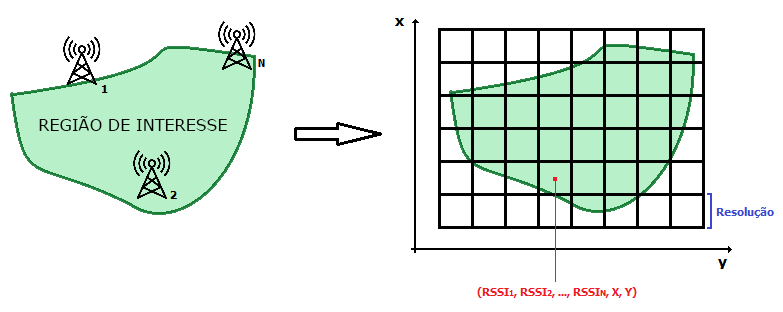 1
N
REGIÃO DE INTERESSE
2
x
Resolução
y
(RSSI1, RSSI2, ..., RSSIN, X, Y)